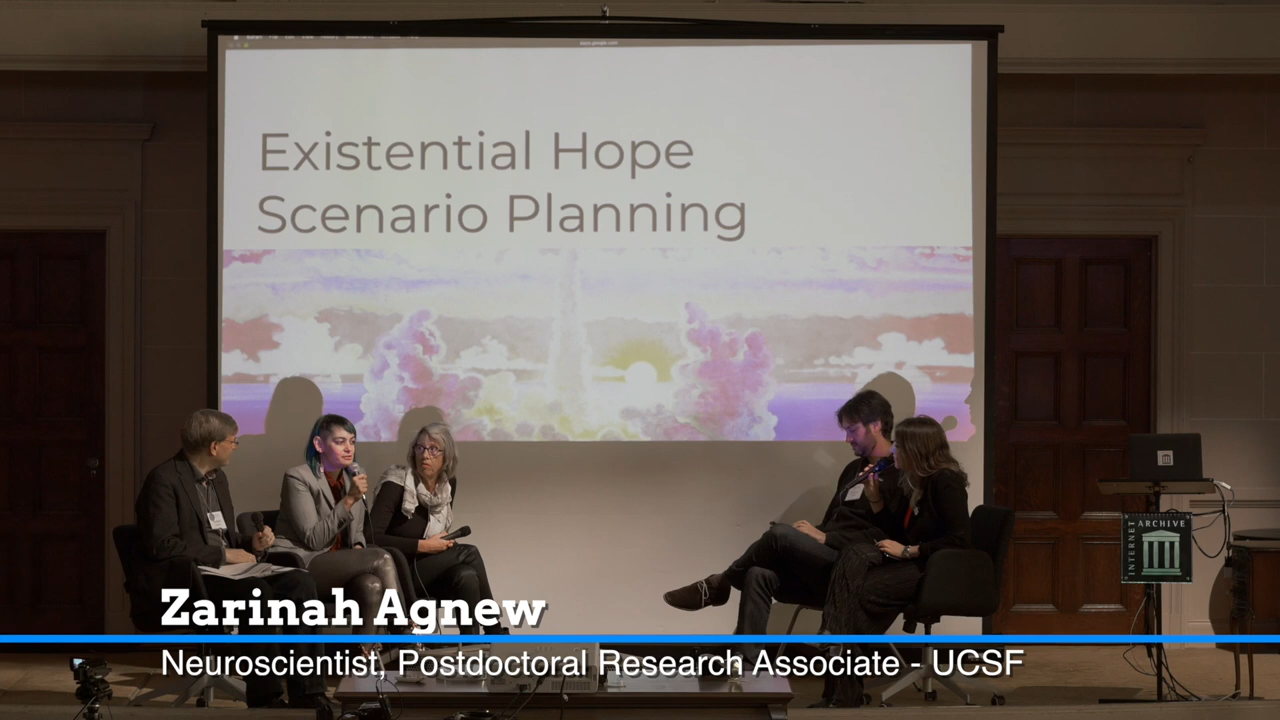 Existential Hope
Scenario Planning
INTERNET
ARCHIVE
Zarinah Agnew
Neuroscientist, Postdoctoral Research Associate - UCSF